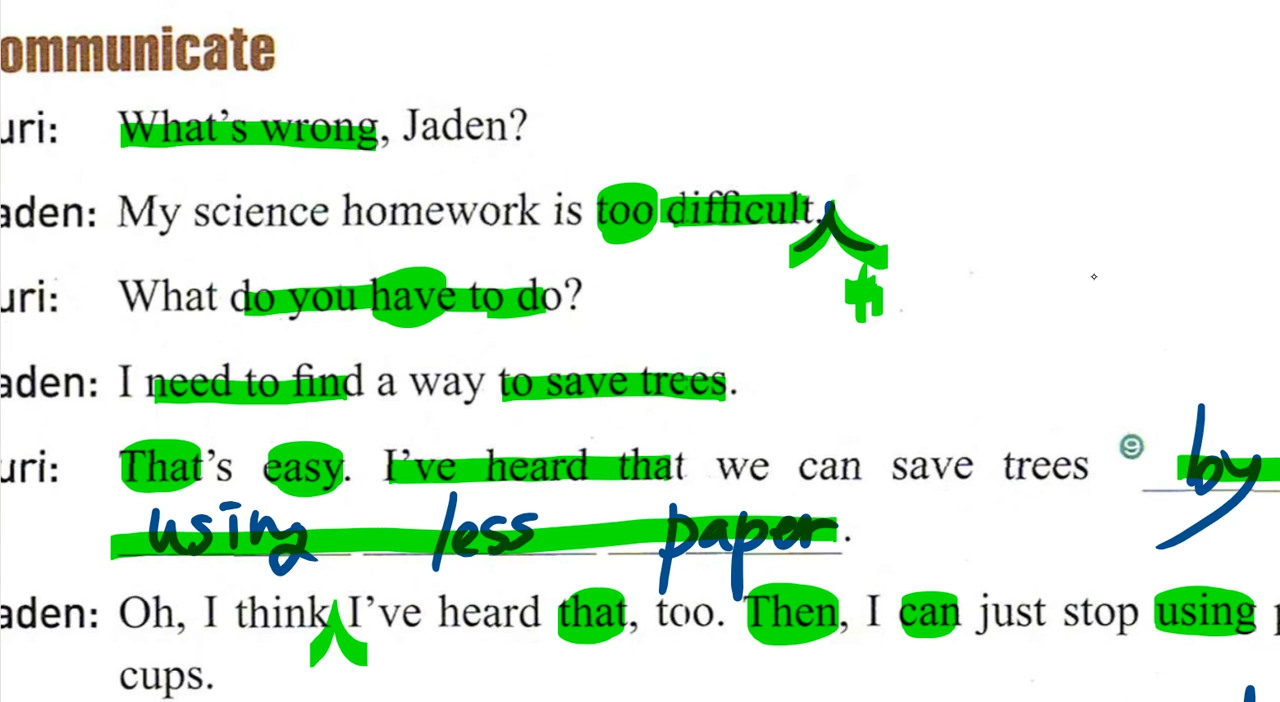 ommunicate
uri: What's wrong, Jaden?
aden: My science homework is too difficult.
uri: What do you have to do?
aden: I need to find a way to save trees.
uri: That's easy. I've heard that we can save trees ⑨ by
using less paper.
aden: Oh, I think I've heard that, too. Then, I can just stop using p
cups.